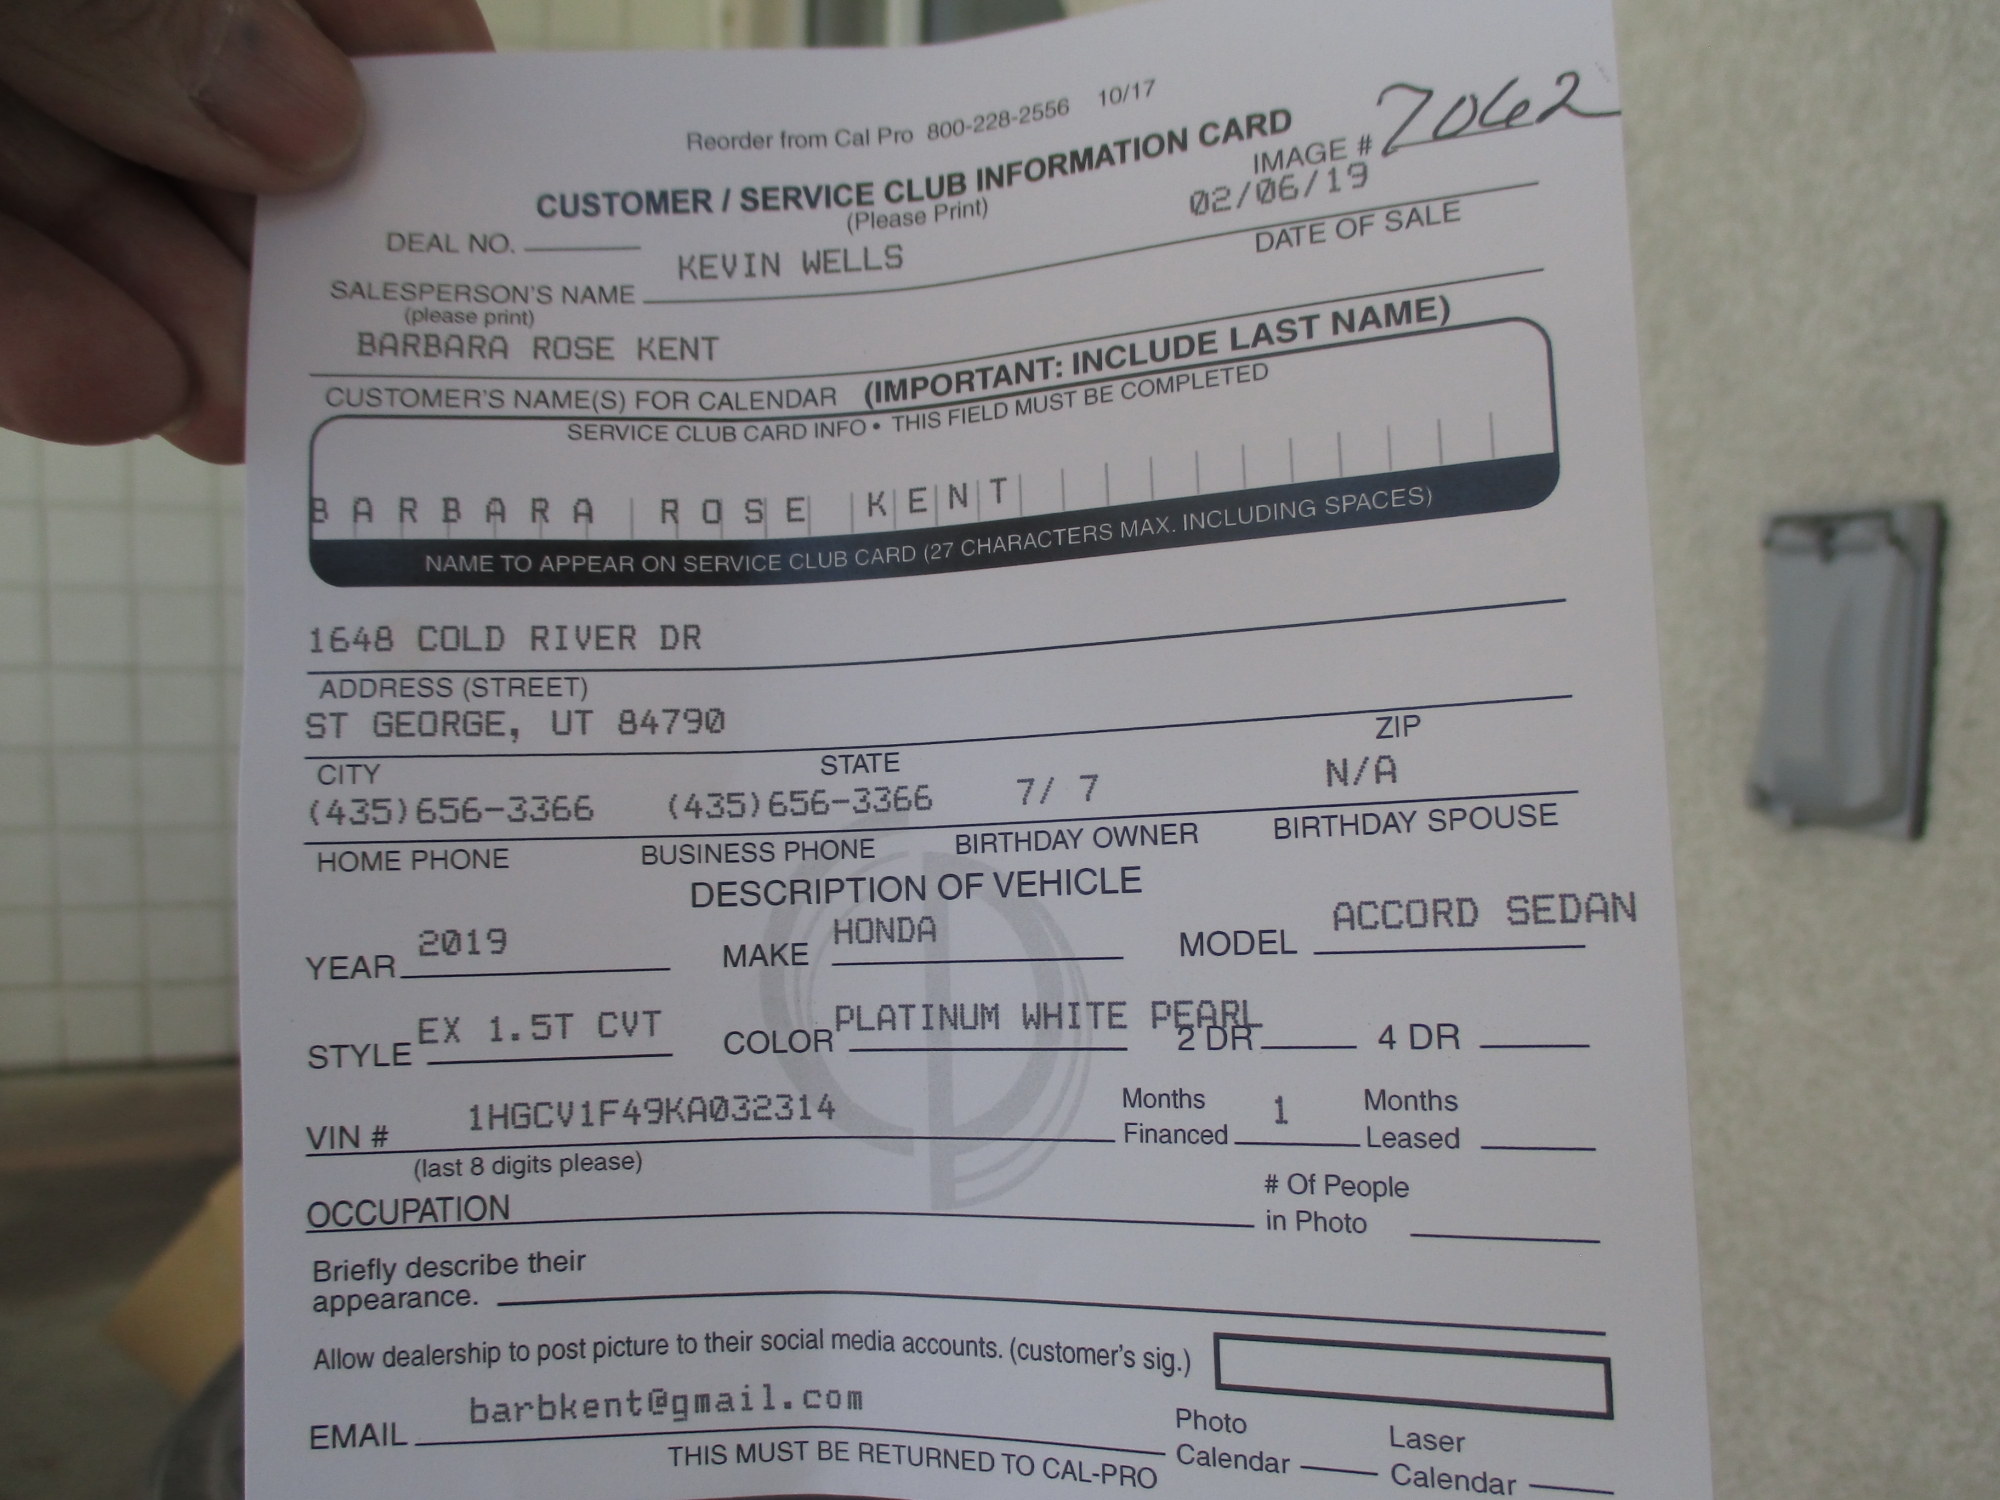 Reorder from Cal Pro 800-228-2556 10/17
CUSTOMER / SERVICE CLUB INFORMATION CARD
(Please Print)
IMAGE # 7062
DEAL NO.
KEVIN WELLS
02/06/19
SALESPERSON'S NAME
DATE OF SALE
(please print)
BARBARA ROSE KENT
CUSTOMER'S NAME(S) FOR CALENDAR (IMPORTANT: INCLUDE LAST NAME)
SERVICE CLUB CARD INFO • THIS FIELD MUST BE COMPLETED
BARBARA ROSE KENT
NAME TO APPEAR ON SERVICE CLUB CARD (27 CHARACTERS MAX. INCLUDING SPACES)
1648 COLD RIVER DR
ADDRESS (STREET)
ST GEORGE, UT 84790
CITY STATE ZIP
(435)656-3366 (435)656-3366 7/ 7 N/A
HOME PHONE BUSINESS PHONE BIRTHDAY OWNER BIRTHDAY SPOUSE
DESCRIPTION OF VEHICLE
YEAR 2019 MAKE HONDA MODEL ACCORD SEDAN
STYLE EX 1.5T CVT COLOR PLATINUM WHITE PEARL 2 DR 4 DR
VIN # 1HGCV1F49KA032314 Months Financed 1 Months Leased
(last 8 digits please)
OCCUPATION # Of People in Photo
Briefly describe their
appearance.
Allow dealership to post picture to their social media accounts. (customer's sig.)
EMAIL barbkent@gmail.com Photo Calendar Laser Calendar
THIS MUST BE RETURNED TO CAL-PRO